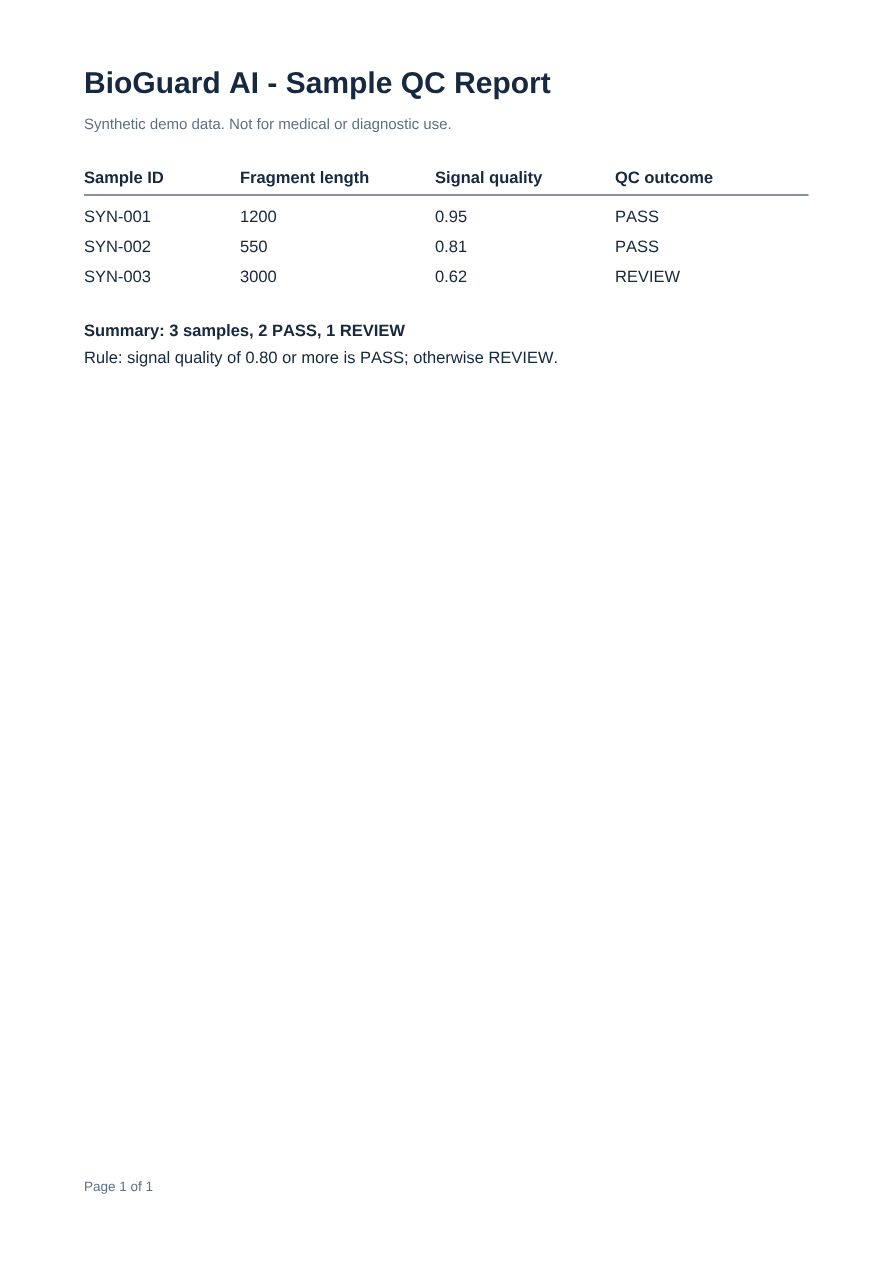 BioGuard AI - Sample QC Report
Synthetic demo data. Not for medical or diagnostic use.
Sample ID Fragment length Signal quality QC outcome
SYN-001 1200 0.95 PASS
SYN-002 550 0.81 PASS
SYN-003 3000 0.62 REVIEW
Summary: 3 samples, 2 PASS, 1 REVIEW
Rule: signal quality of 0.80 or more is PASS; otherwise REVIEW.
Page 1 of 1